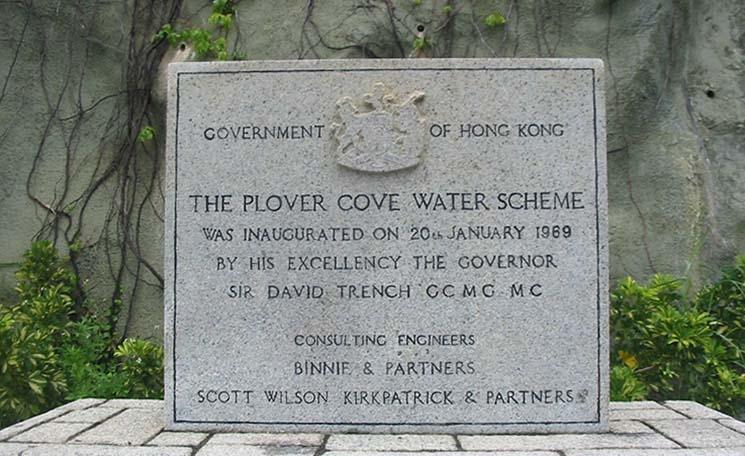 GOVERNMENT OF HONG KONG
THE PLOVER COVE WATER SCHEME
WAS INAUGURATED ON 20th JANUARY 1969
BY HIS EXCELLENCY THE GOVERNOR
SIR DAVID TRENCH GCMG MC
CONSULTING ENGINEERS
BINNIE & PARTNERS
SCOTT WILSON KIRKPATRICK & PARTNERS